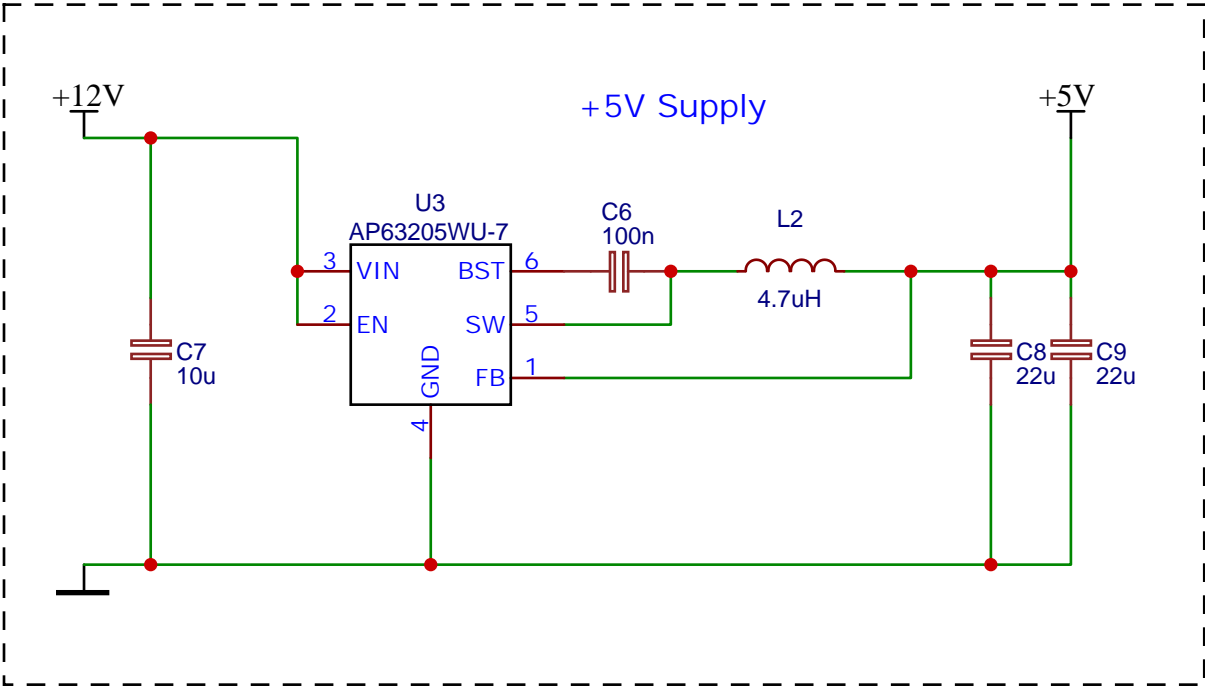 +12V
+5V Supply
+5V
U3
AP63205WU-7
C6
100n
L2
4.7uH
3 VIN
BST 6
2 EN
SW 5
GND
4
FB 1
C7
10u
C8
22u
C9
22u